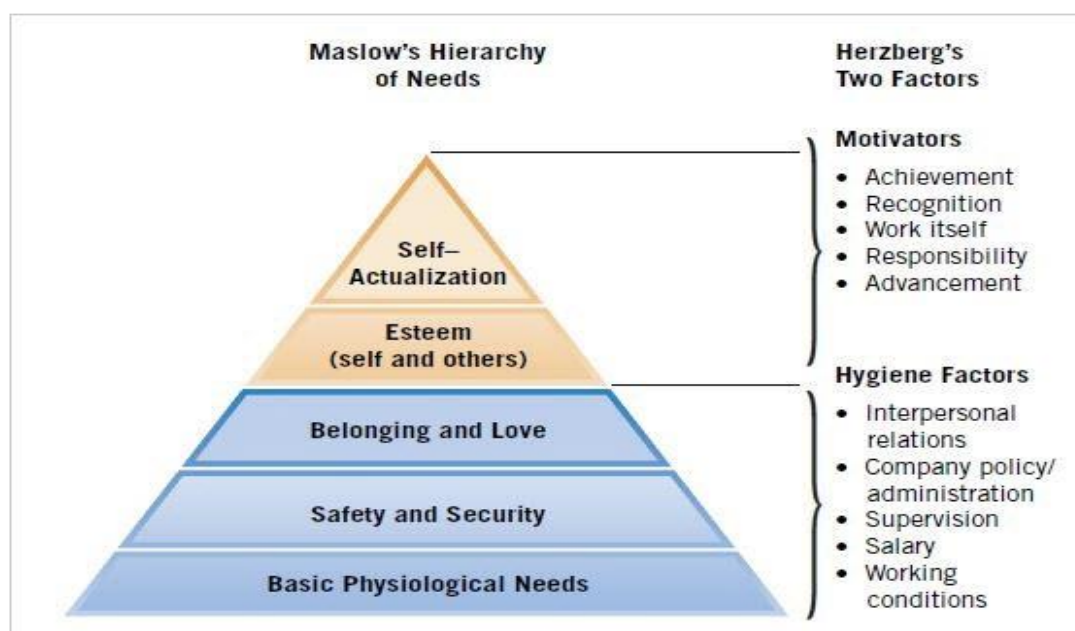 Maslow's Hierarchy
of Needs
Self–
Actualization
Esteem
(self and others)
Belonging and Love
Safety and Security
Basic Physiological Needs
Herzberg's
Two Factors
Motivators
• Achievement
• Recognition
• Work itself
• Responsibility
• Advancement
Hygiene Factors
• Interpersonal
relations
• Company policy/
administration
• Supervision
• Salary
• Working
conditions